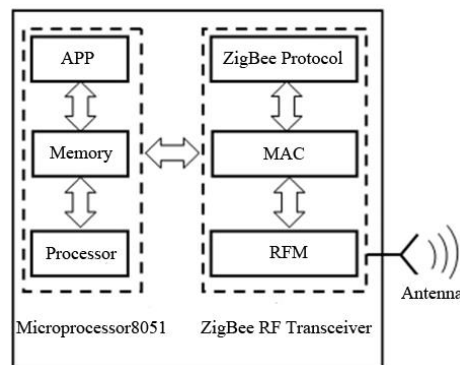 APP
Memory
Processor
Microprocessor8051
ZigBee Protocol
MAC
RFM
ZigBee RF Transceiver
Antenna